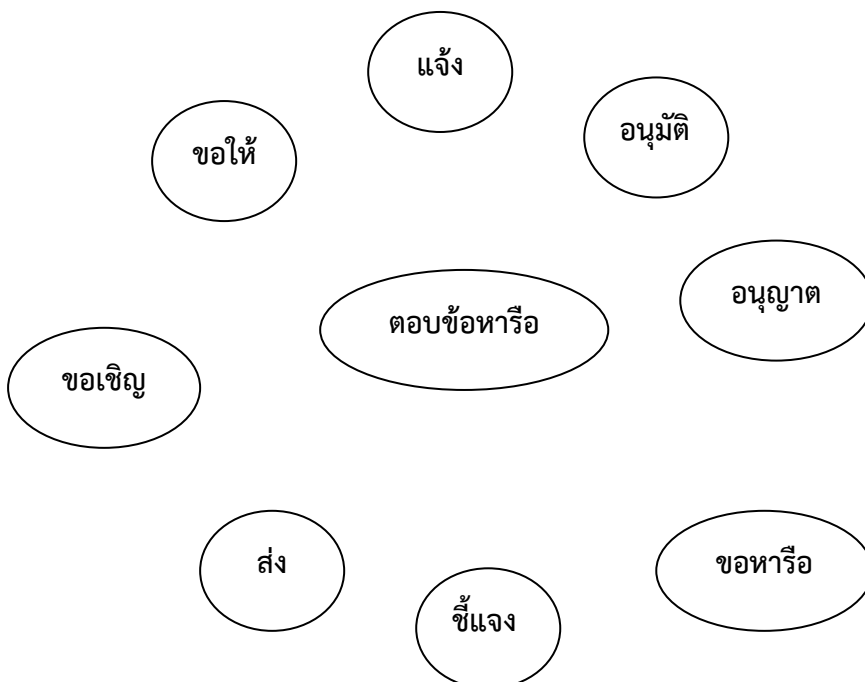 แจ้ง
อนุมัติ
ขอให้
อนุญาต
ตอบข้อหารือ
ขอเชิญ
ส่ง
ขอหารือ
ชี้แจง